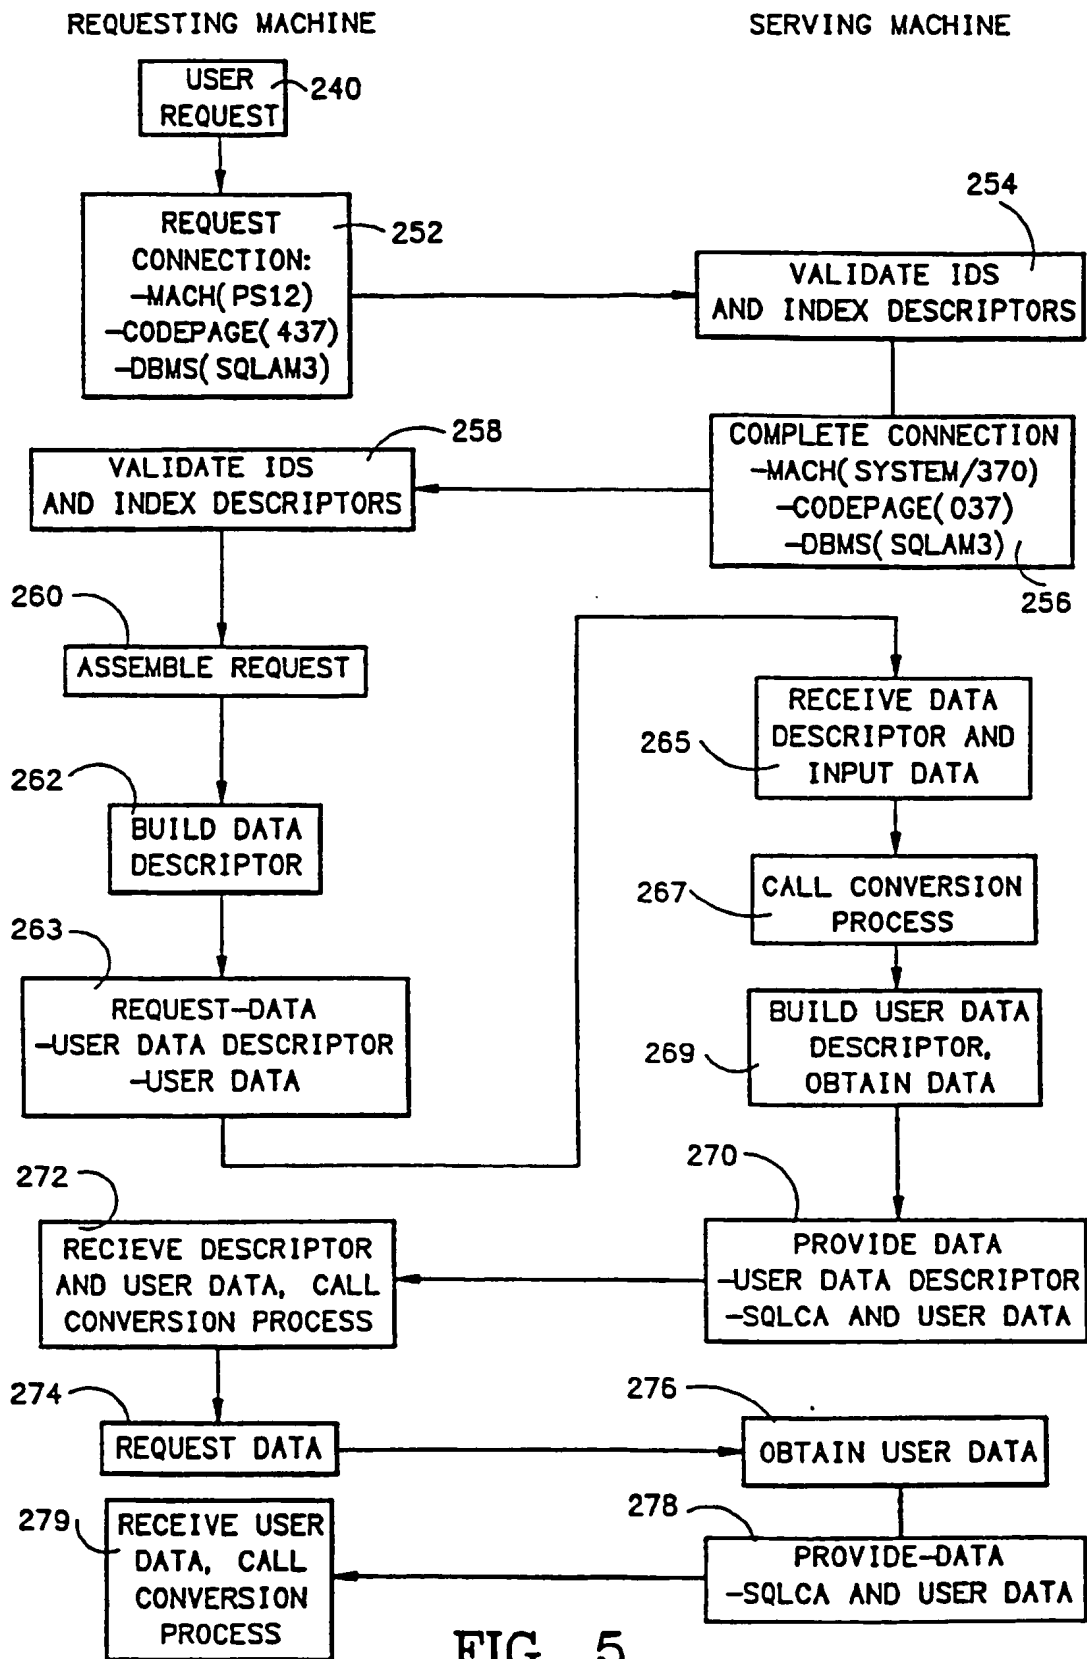 REQUESTING MACHINE
SERVING MACHINE
USER
REQUEST
240
REQUEST
CONNECTION:
-MACH(PS12)
-CODEPAGE(437)
-DBMS(SQLAM3)
252
254
VALIDATE IDS
AND INDEX DESCRIPTORS
COMPLETE CONNECTION
-MACH(SYSTEM/370)
-CODEPAGE(037)
-DBMS(SQLAM3)
256
258
VALIDATE IDS
AND INDEX DESCRIPTORS
260
ASSEMBLE REQUEST
262
BUILD DATA
DESCRIPTOR
263
REQUEST-DATA
-USER DATA DESCRIPTOR
-USER DATA
265
RECEIVE DATA
DESCRIPTOR AND
INPUT DATA
267
CALL CONVERSION
PROCESS
269
BUILD USER DATA
DESCRIPTOR,
OBTAIN DATA
270
PROVIDE DATA
-USER DATA DESCRIPTOR
-SQLCA AND USER DATA
272
RECIEVE DESCRIPTOR
AND USER DATA, CALL
CONVERSION PROCESS
274
REQUEST DATA
276
OBTAIN USER DATA
278
PROVIDE-DATA
-SQLCA AND USER DATA
279
RECEIVE USER
DATA, CALL
CONVERSION
PROCESS
FIG. 5